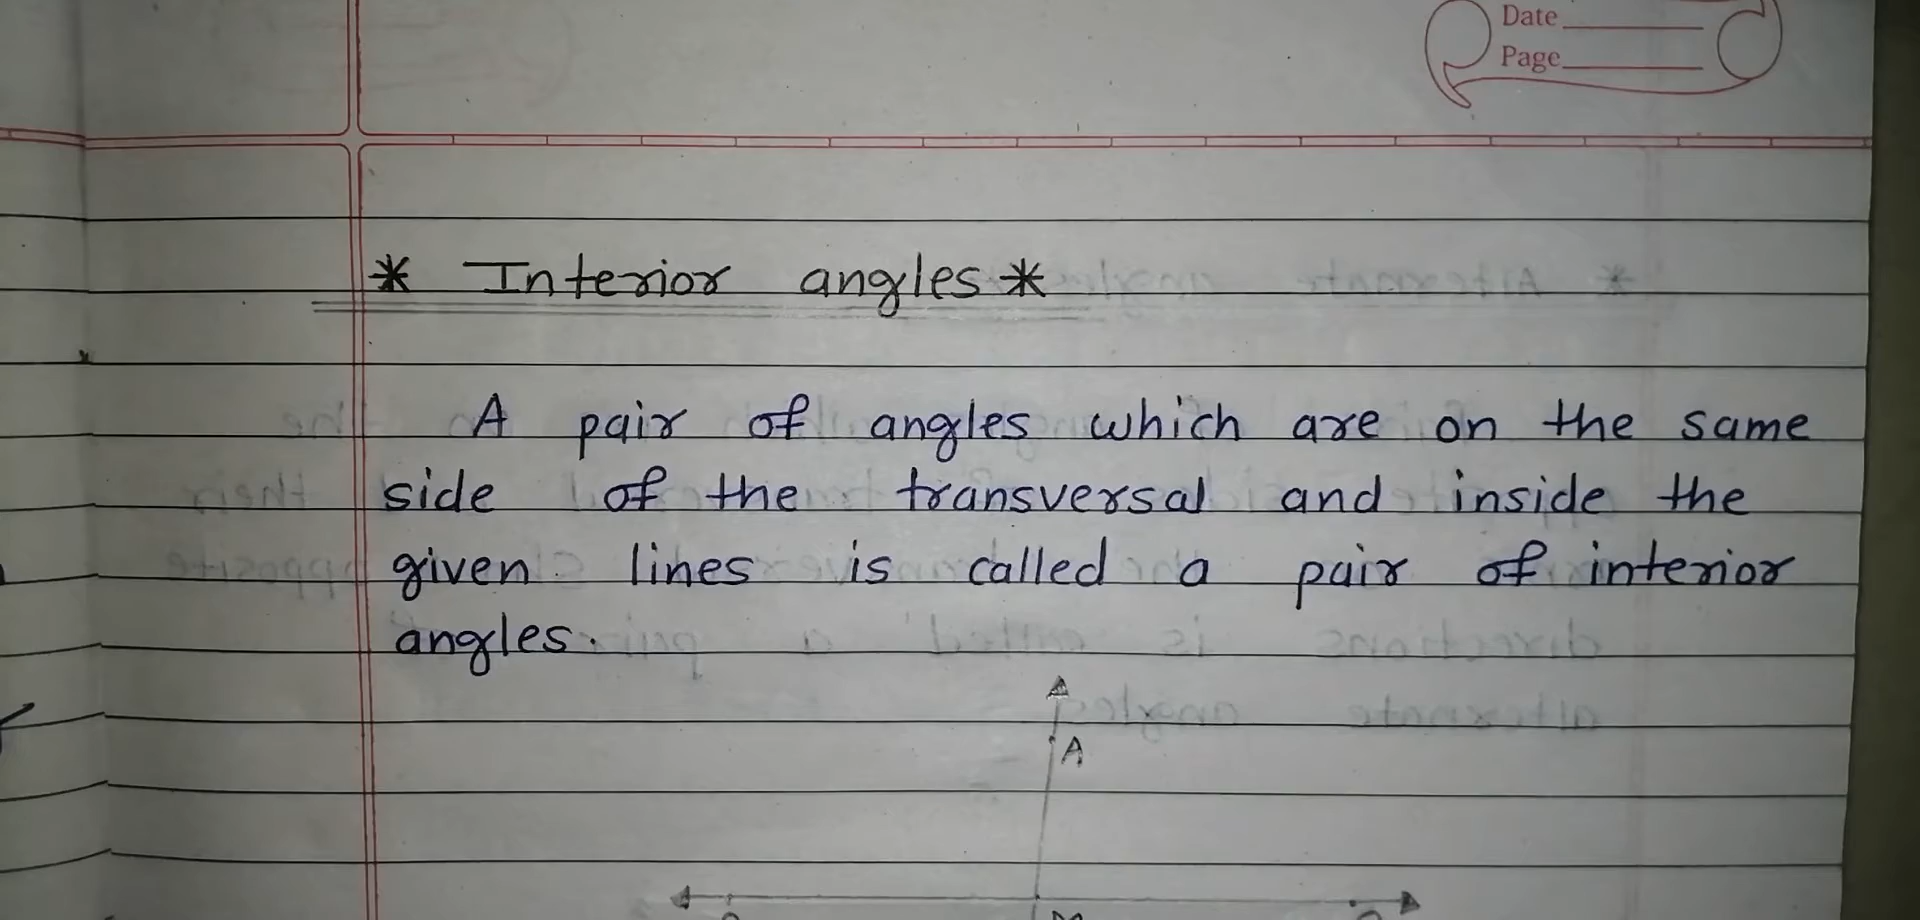 Date
Page
* Interior angles *
A pair of angles which are on the same
side of the transversal and inside the
given lines is called a pair of interior
angles.
A